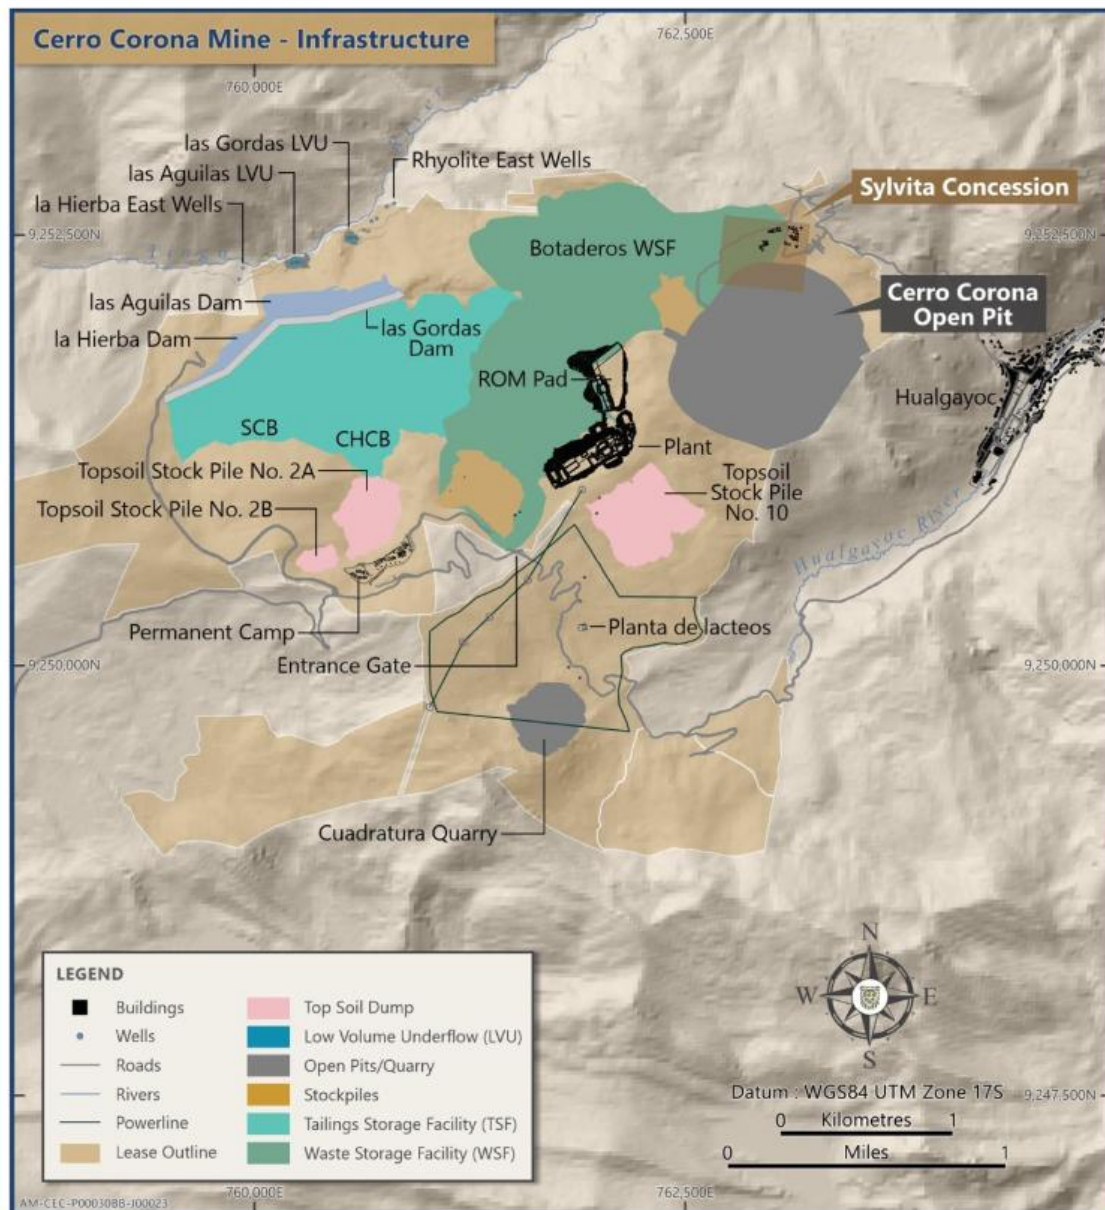 Cerro Corona Mine - Infrastructure
762,500E
760,000E
las Gordas LVU
Rhyolite East Wells
las Aguilas LVU
la Hierba East Wells
Sylvita Concession
9,252,500N
9,252,500N
Botaderos WSF
Tingo
River
las Aguilas Dam
Cerro Corona
Open Pit
la Hierba Dam
las Gordas
Dam
ROM Pad
Hualgayoc
SCB
CHCB
Plant
Topsoil Stock Pile No. 2A
Topsoil
Stock Pile
No. 10
Topsoil Stock Pile No. 2B
Hualgayoc River
Permanent Camp
Planta de lacteos
Entrance Gate
9,250,000N
9,250,000N
Cuadratura Quarry
LEGEND
Buildings
Wells
Roads
Rivers
Powerline
Lease Outline
Top Soil Dump
Low Volume Underflow (LVU)
Open Pits/Quarry
Stockpiles
Tailings Storage Facility (TSF)
Waste Storage Facility (WSF)
N
W
E
S
Datum : WGS84 UTM Zone 17S
9,247,500N
0 Kilometres 1
0 Miles 1
760,000E
762,500E
AM-CEC-P00030BB-J00023